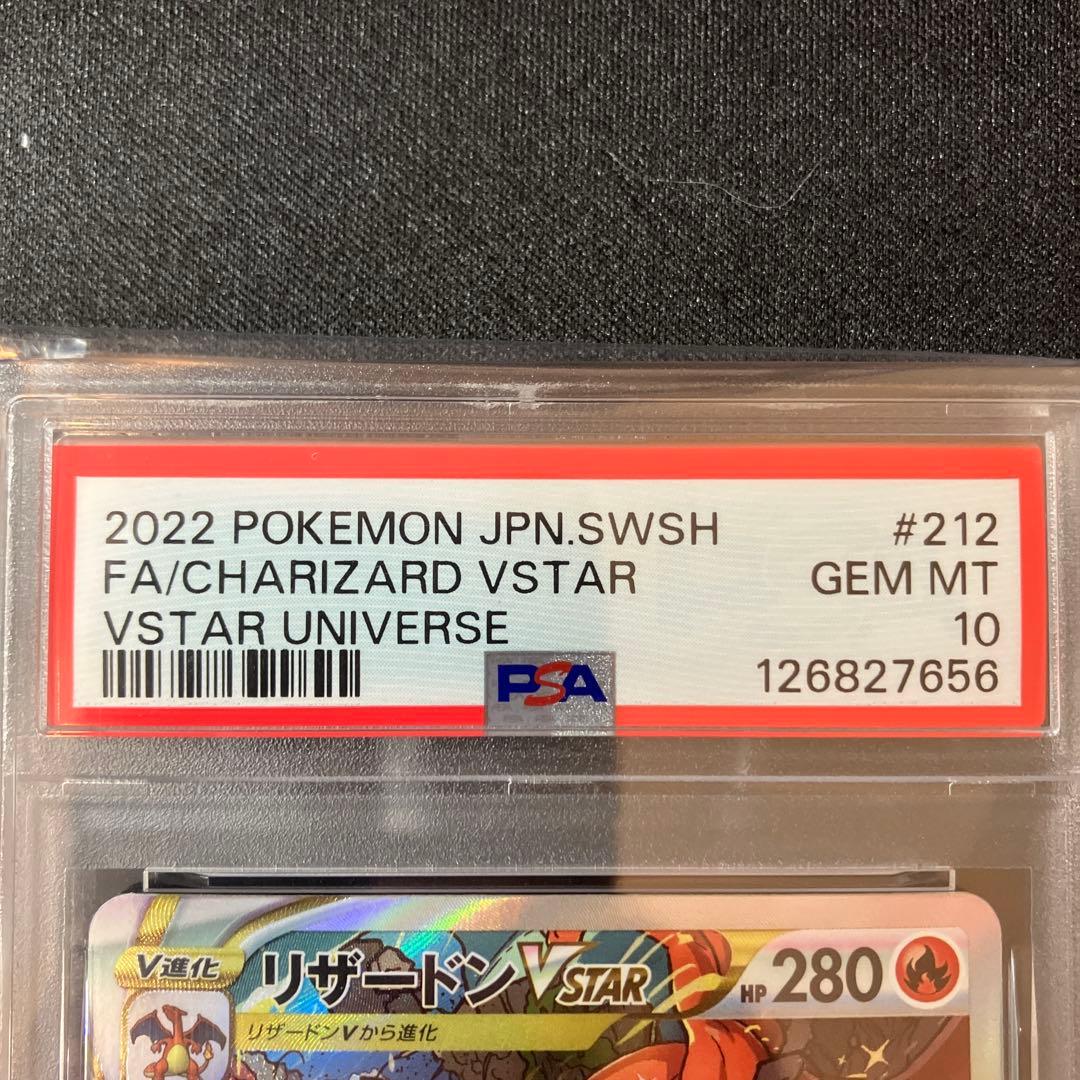 2022 POKEMON JPN.SWSH #212
FA/CHARIZARD VSTAR GEM MT
VSTAR UNIVERSE 10
PSA 126827656
V進化 リザードンVSTAR HP 280
リザードンVから進化